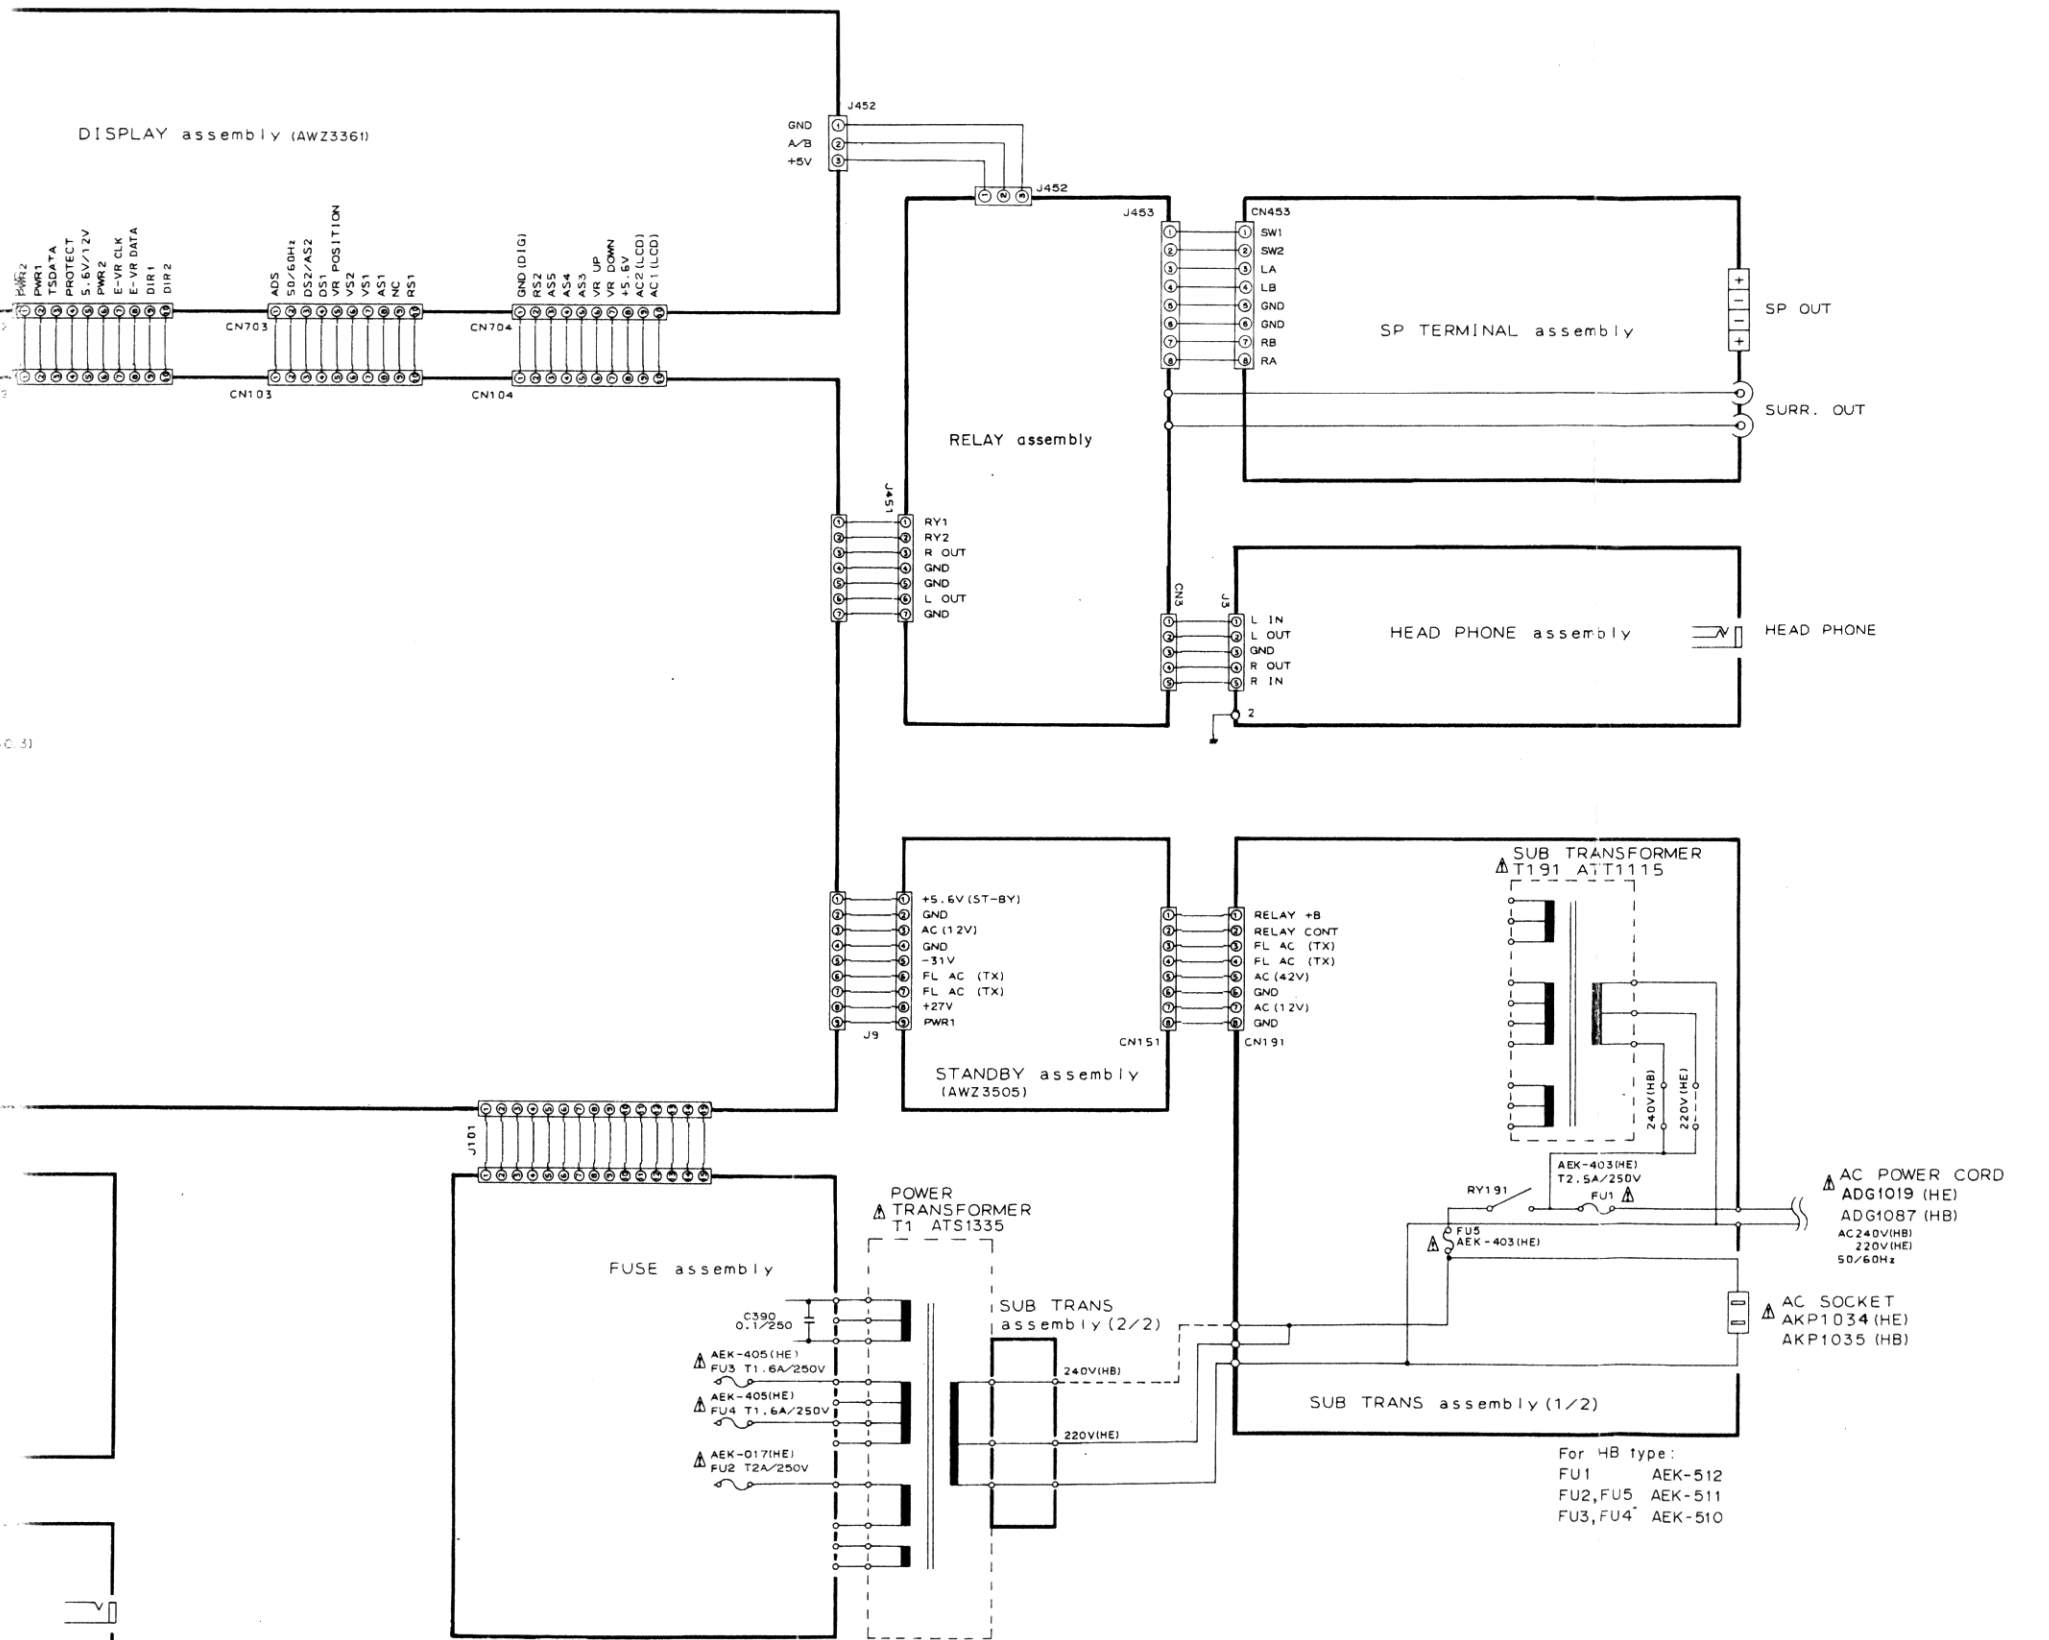 J452
GND
A/B
+5V
DISPLAY assembly (AWZ3361)
J452
PWR2
PWR1
TSDATA
PROTECT
5.6V/12V
PWR2
E-VR CLK
E-VR DATA
DIR1
DIR2
ADS
50/60Hz
DS2/AS2
DS1
VR POSITION
VS2
VS1
AS1
NC
RS1
GND (DIG)
RS2
AS5
AS4
AS3
VR UP
VR DOWN
+5.6V
AC2 (LCD)
AC1 (LCD)
CN703
CN704
CN103
CN104
J453
CN453
SW1
SW2
LA
LB
GND
GND
RB
RA
SP TERMINAL assembly
SP OUT
SURR. OUT
RELAY assembly
J451
RY1
RY2
R OUT
GND
GND
L OUT
GND
CN3
J3
L IN
L OUT
GND
R OUT
R IN
2
HEAD PHONE assembly
HEAD PHONE
+5.6V (ST-BY)
GND
AC (12V)
GND
-31V
FL AC (TX)
FL AC (TX)
+27V
PWR1
J9
STANDBY assembly
(AWZ3505)
CN151
RELAY +B
RELAY CONT
FL AC (TX)
FL AC (TX)
AC (42V)
GND
AC (12V)
GND
CN191
SUB TRANSFORMER
T191 ATT1115
240V(HB)
220V(HE)
AEK-403(HE)
T2.5A/250V
FU1
RY191
FU5
AEK-403(HE)
AC POWER CORD
ADG1019 (HE)
ADG1087 (HB)
AC240V(HB)
220V(HE)
50/60Hz
AC SOCKET
AKP1034 (HE)
AKP1035 (HB)
SUB TRANS assembly (1/2)
For HB type:
FU1 AEK-512
FU2, FU5 AEK-511
FU3, FU4 AEK-510
J101
FUSE assembly
POWER
TRANSFORMER
T1 ATS1335
C390
0.1/250
AEK-405(HE)
FU3 T1.6A/250V
AEK-405(HE)
FU4 T1.6A/250V
AEK-017(HE)
FU2 T2A/250V
SUB TRANS
assembly (2/2)
240V(HB)
220V(HE)